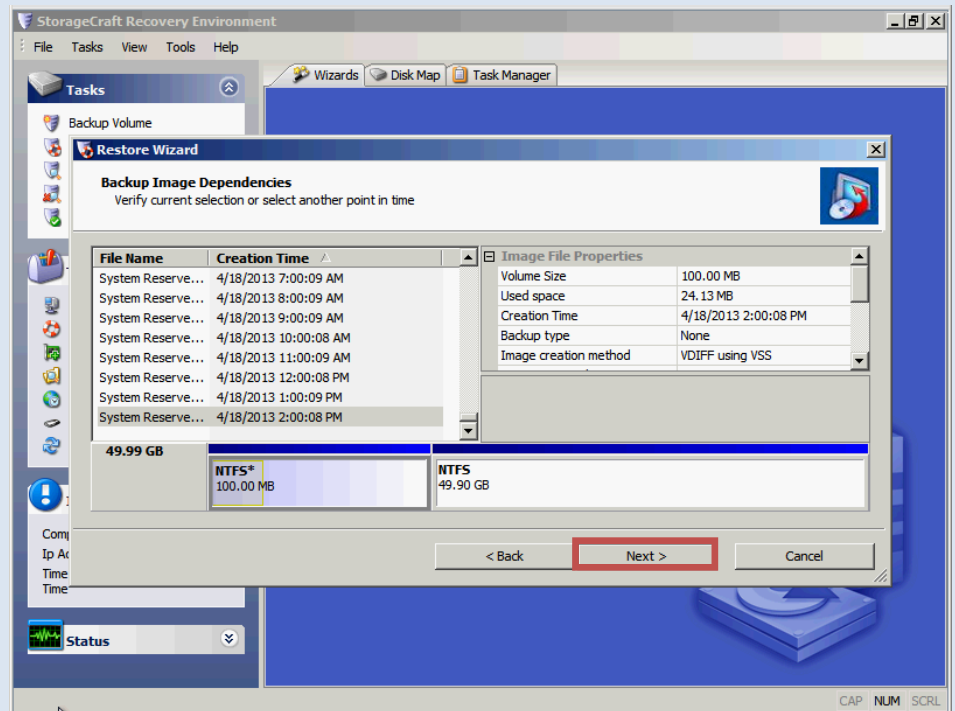 StorageCraft Recovery Environment
File Tasks View Tools Help
Wizards Disk Map Task Manager
Tasks
Backup Volume
Restore Wizard
Backup Image Dependencies
Verify current selection or select another point in time
File Name Creation Time
System Reserve... 4/18/2013 7:00:09 AM
System Reserve... 4/18/2013 8:00:09 AM
System Reserve... 4/18/2013 9:00:09 AM
System Reserve... 4/18/2013 10:00:08 AM
System Reserve... 4/18/2013 11:00:09 AM
System Reserve... 4/18/2013 12:00:08 PM
System Reserve... 4/18/2013 1:00:09 PM
System Reserve... 4/18/2013 2:00:08 PM
Image File Properties
Volume Size 100.00 MB
Used space 24.13 MB
Creation Time 4/18/2013 2:00:08 PM
Backup type None
Image creation method VDIFF using VSS
49.99 GB
NTFS*
100.00 MB
NTFS
49.90 GB
< Back Next > Cancel
Ip
Time
Time
Status
CAP NUM SCRL